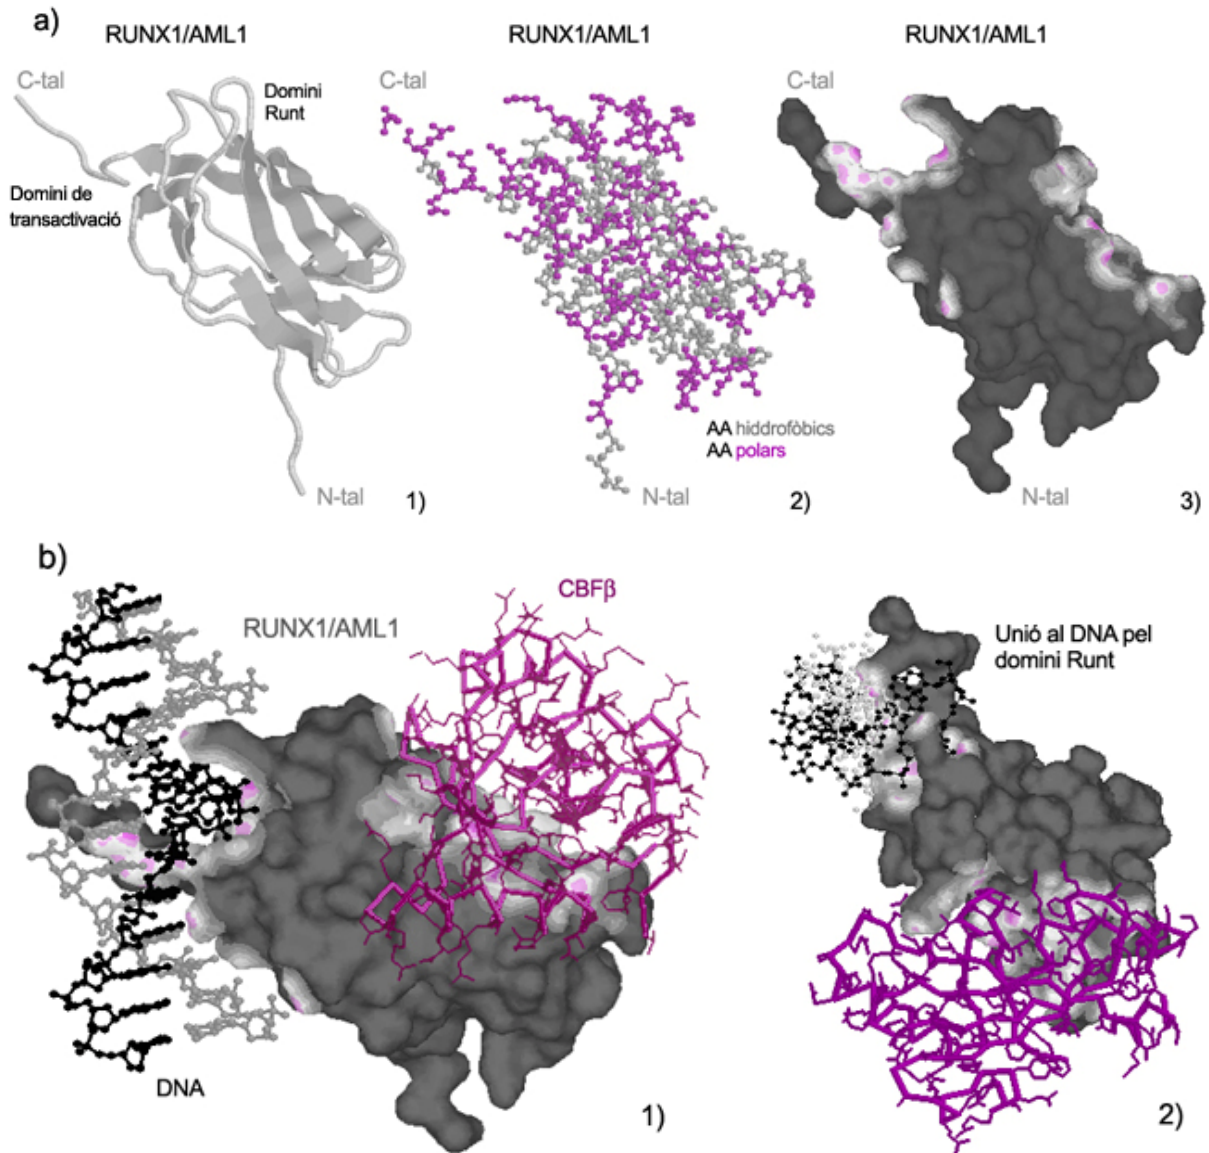 a)
RUNX1/AML1
RUNX1/AML1
RUNX1/AML1
C-tal
Domini
Runt
Domini de
transactivació
N-tal
1)
C-tal
AA hiddrofòbics
AA polars
N-tal
2)
C-tal
N-tal
3)
b)
CBFβ
RUNX1/AML1
DNA
1)
Unió al DNA pel
domini Runt
2)